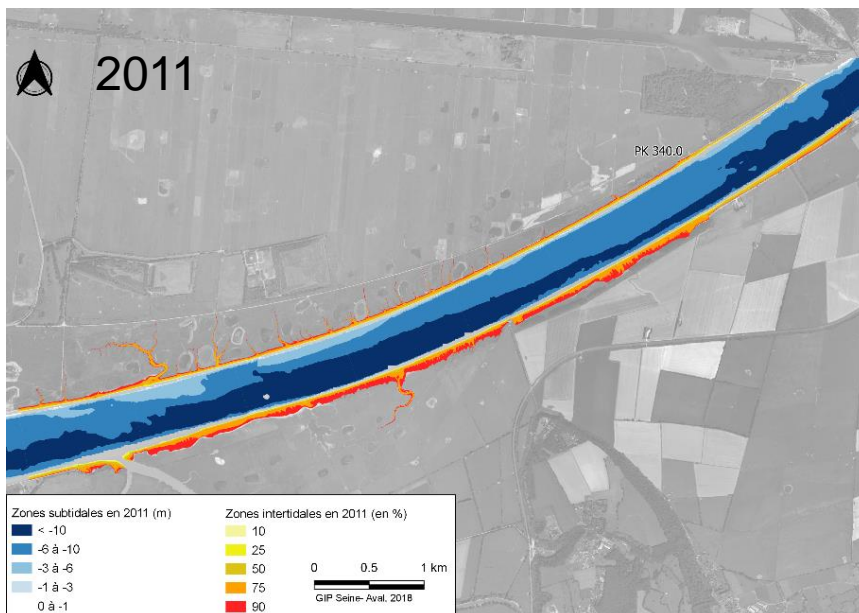 2011
PK 340.0
Zones subtidales en 2011 (m)
< -10
-6 à -10
-3 à -6
-1 à -3
0 à -1
Zones intertidales en 2011 (en %)
10
25
50
75
90
0 0.5 1 km
GIP Seine- Aval, 2018